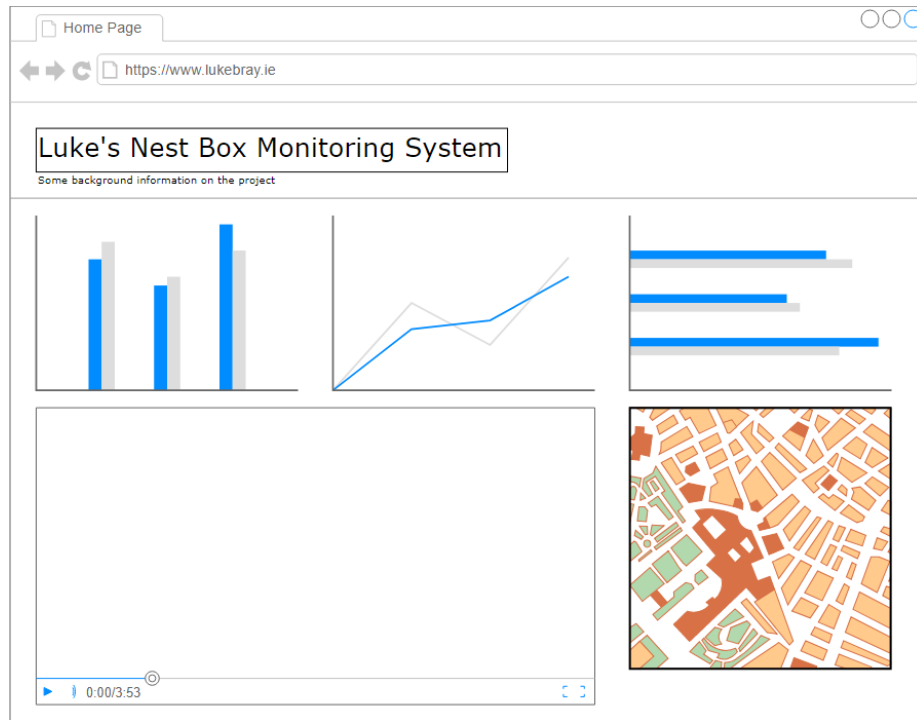 Home Page
https://www.lukebray.ie
Luke's Nest Box Monitoring System
Some background information on the project
0:00/3:53